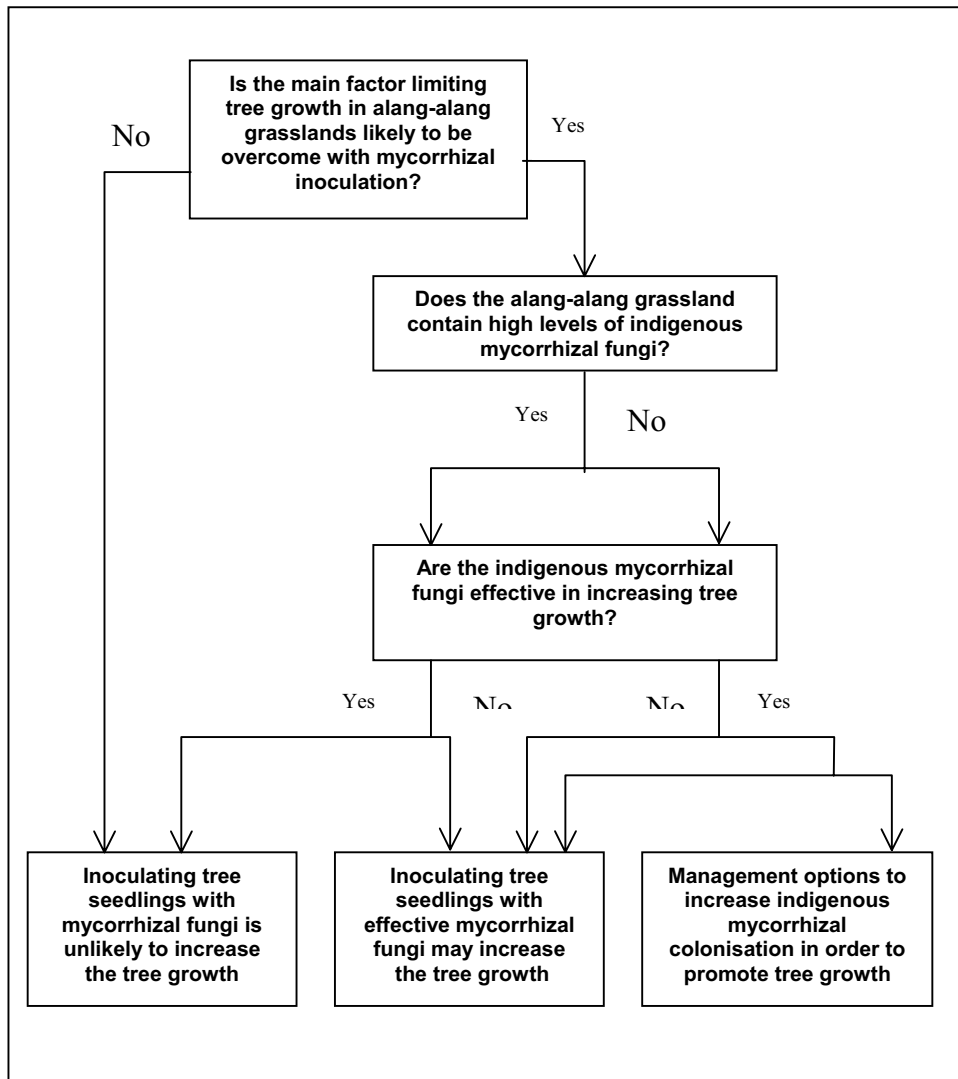 Is the main factor limiting
tree growth in alang-alang
grasslands likely to be
overcome with mycorrhizal
inoculation?
No
Yes
Does the alang-alang grassland
contain high levels of indigenous
mycorrhizal fungi?
Yes
No
Are the indigenous mycorrhizal
fungi effective in increasing tree
growth?
Yes
No
No
Yes
Inoculating tree
seedlings with
mycorrhizal fungi is
unlikely to increase
the tree growth
Inoculating tree
seedlings with
effective mycorrhizal
fungi may increase
the tree growth
Management options to
increase indigenous
mycorrhizal
colonisation in order to
promote tree growth